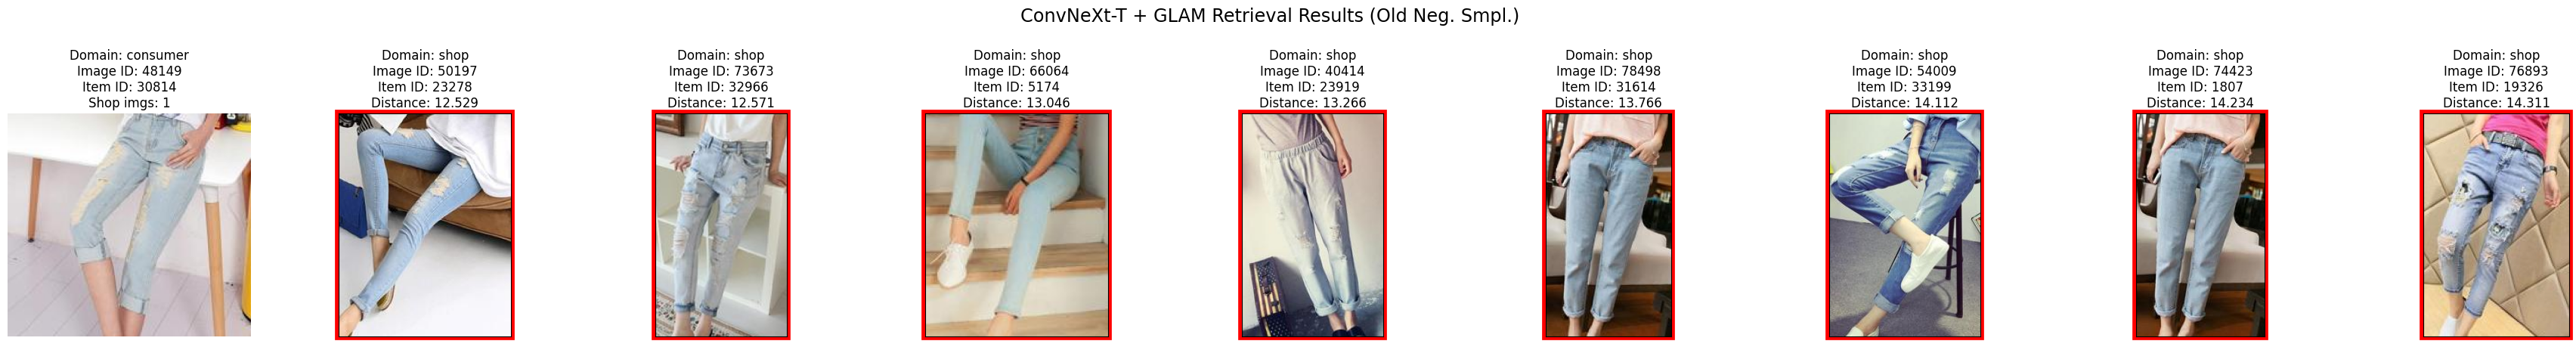 ConvNeXt-T + GLAM Retrieval Results (Old Neg. Smpl.)
Domain: consumer
Image ID: 48149
Item ID: 30814
Shop imgs: 1
Domain: shop
Image ID: 50197
Item ID: 23278
Distance: 12.529
Domain: shop
Image ID: 73673
Item ID: 32966
Distance: 12.571
Domain: shop
Image ID: 66064
Item ID: 5174
Distance: 13.046
Domain: shop
Image ID: 40414
Item ID: 23919
Distance: 13.266
Domain: shop
Image ID: 78498
Item ID: 31614
Distance: 13.766
Domain: shop
Image ID: 54009
Item ID: 33199
Distance: 14.112
Domain: shop
Image ID: 74423
Item ID: 1807
Distance: 14.234
Domain: shop
Image ID: 76893
Item ID: 19326
Distance: 14.311